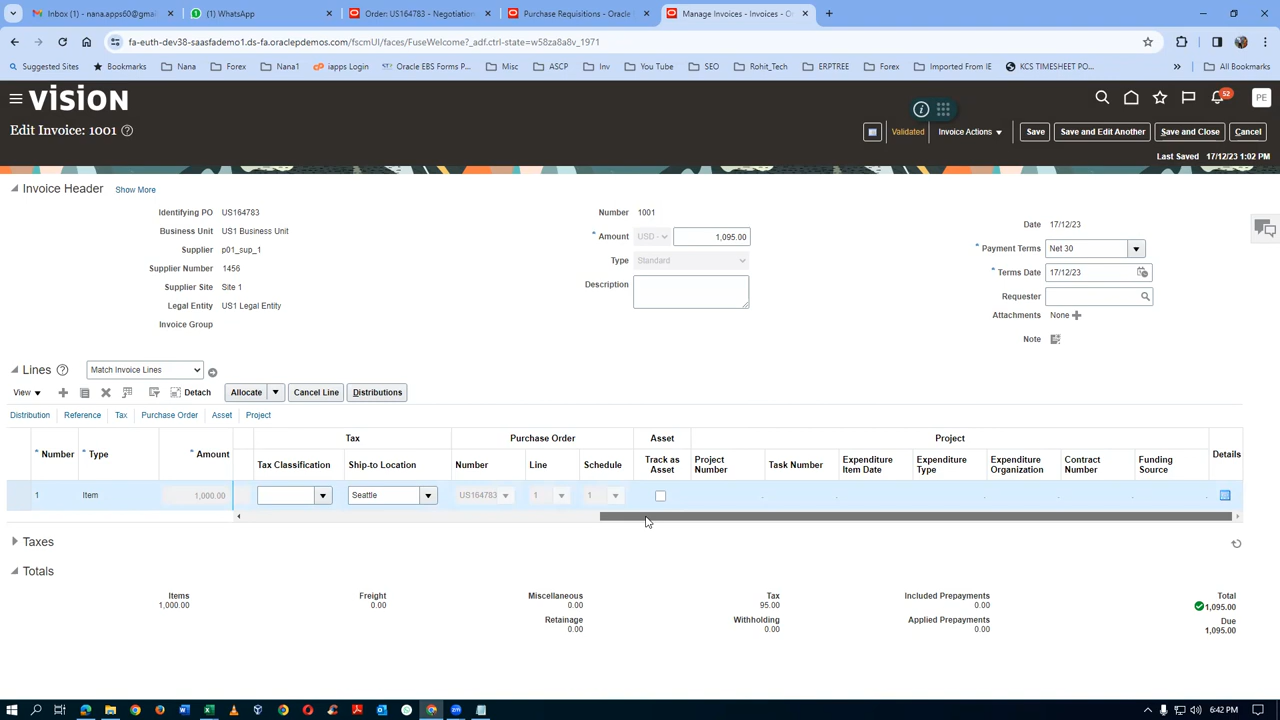 Inbox (9) - nana.apps60@gmai
(1) WhatsApp
Order: US164783 - Negotiation
Purchase Requisitions - Oracle
Manage Invoices - Invoices - O
fa-euth-dev38-saasfademo1.ds-fa.oraclepdemos.com/fscmUI/faces/FuseWelcome?_adf.ctrl-state=w58za8a8v_1971
Suggested Sites Bookmarks Nana Forex Nana1 iapps Login Oracle EBS Forms P... Misc ASCP Inv You Tube SEO Rohit_Tech ERPTREE Forex Imported From IE KCS TIMESHEET PO... » All Bookmarks
VISION
52
PE
Edit Invoice: 1001
Validated Invoice Actions Save Save and Edit Another Save and Close Cancel
Last Saved 17/12/23 1:02 PM
Invoice Header Show More
Identifying PO US164783
Business Unit US1 Business Unit
Supplier p01_sup_1
Supplier Number 1456
Supplier Site Site 1
Legal Entity US1 Legal Entity
Invoice Group
Number 1001
* Amount USD - 1,095.00
Type Standard
Description
Date 17/12/23
* Payment Terms Net 30
* Terms Date 17/12/23
Requester
Attachments None
Note
Lines Match Invoice Lines
View Detach Allocate Cancel Line Distributions
Distribution Reference Tax Purchase Order Asset Project
Tax Purchase Order Asset Project
* Number * Type * Amount Tax Classification Ship-to Location Number Line Schedule Track as Asset Project Number Task Number Expenditure Item Date Expenditure Type Expenditure Organization Contract Number Funding Source Details
1 Item 1,000.00 Seattle US164783 1 1
Taxes
Totals
Items Freight Miscellaneous Tax Included Prepayments Total
1,000.00 0.00 0.00 95.00 0.00 1,095.00
Retainage Withholding Applied Prepayments Due
0.00 0.00 0.00 1,095.00
6:42 PM